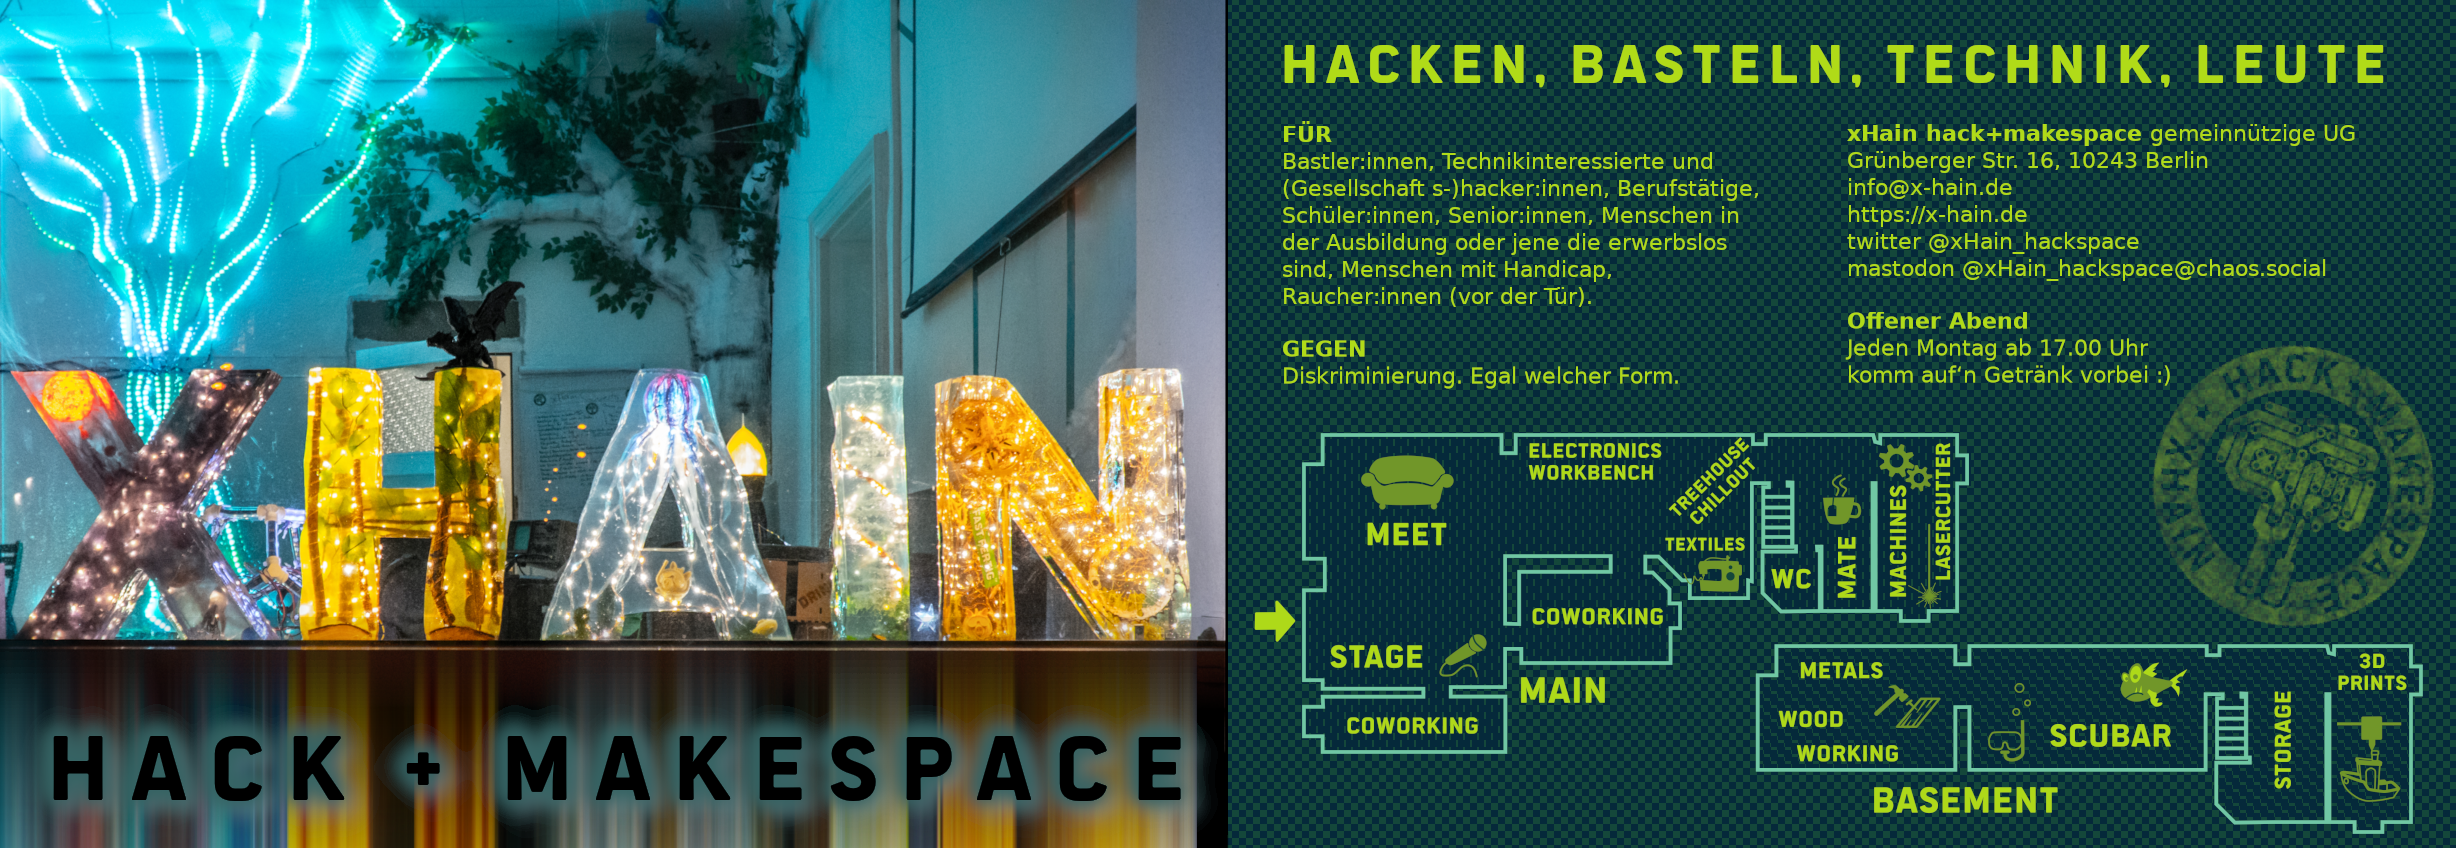 XHAIN
HACK + MAKESPACE
HACKEN, BASTELN, TECHNIK, LEUTE
FÜR
Bastler:innen, Technikinteressierte und
(Gesellschaft s-)hacker:innen, Berufstätige,
Schüler:innen, Senior:innen, Menschen in
der Ausbildung oder jene die erwerbslos
sind, Menschen mit Handicap,
Raucher:innen (vor der Tür).
GEGEN
Diskriminierung. Egal welcher Form.
xHain hack+makespace gemeinnützige UG
Grünberger Str. 16, 10243 Berlin
info@x-hain.de
https://x-hain.de
twitter @xHain_hackspace
mastodon @xHain_hackspace@chaos.social
Offener Abend
Jeden Montag ab 17.00 Uhr
komm auf‘n Getränk vorbei :)
XHAIN HACK+MAKESPACE
MEET
ELECTRONICS
WORKBENCH
TREEHOUSE
CHILLOUT
TEXTILES
WC
MATE
MACHINES
LASERCUTTER
COWORKING
STAGE
MAIN
COWORKING
METALS
WOOD
WORKING
SCUBAR
STORAGE
3D
PRINTS
BASEMENT